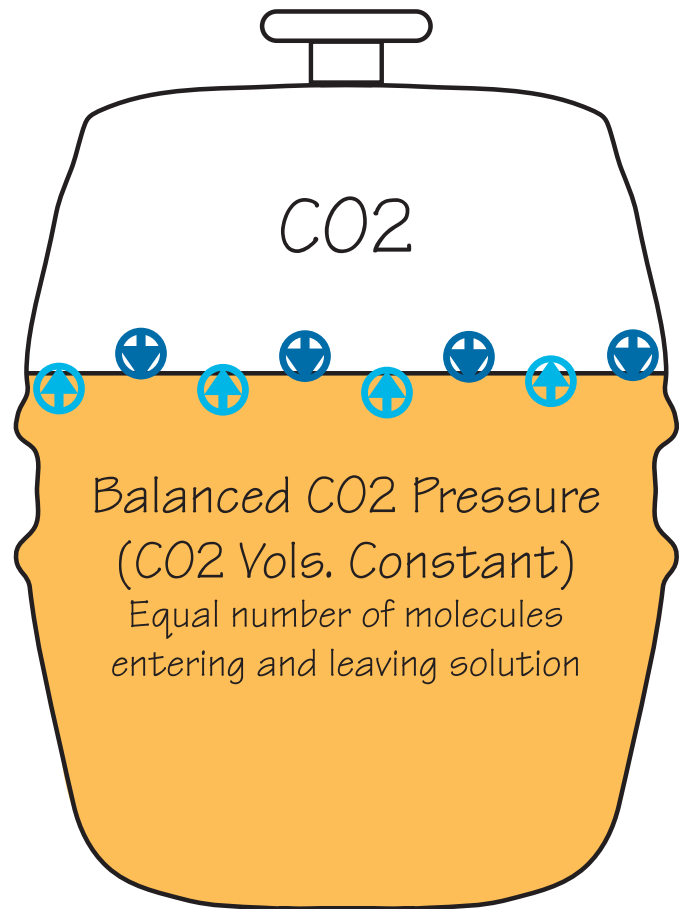 CO2
Balanced CO2 Pressure
(CO2 Vols. Constant)
Equal number of molecules
entering and leaving solution